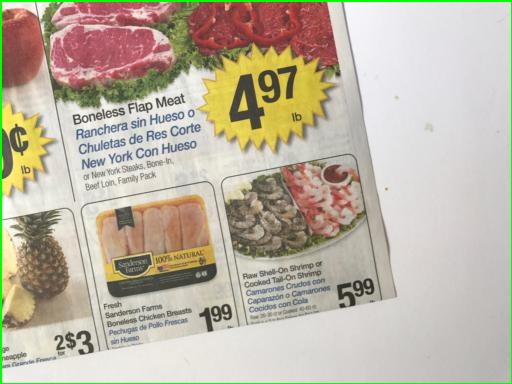 Boneless Flap Meat
Ranchera sin Hueso o
Chuletas de Res Corte
New York Con Hueso
or New York Steaks, Bone-In,
Beef Loin, Family Pack
4 97
lb
¢
lb
Sanderson Farms
100% NATURAL
Fresh
Sanderson Farms
Boneless Chicken Breasts
Pechugas de Pollo Frescas
sin Hueso
1 99
Raw Shell-On Shrimp or
Cooked Tail-On Shrimp
Camarones Crudos con
Caparazón o Camarones
Cocidos con Cola
5 99
2$
for
3